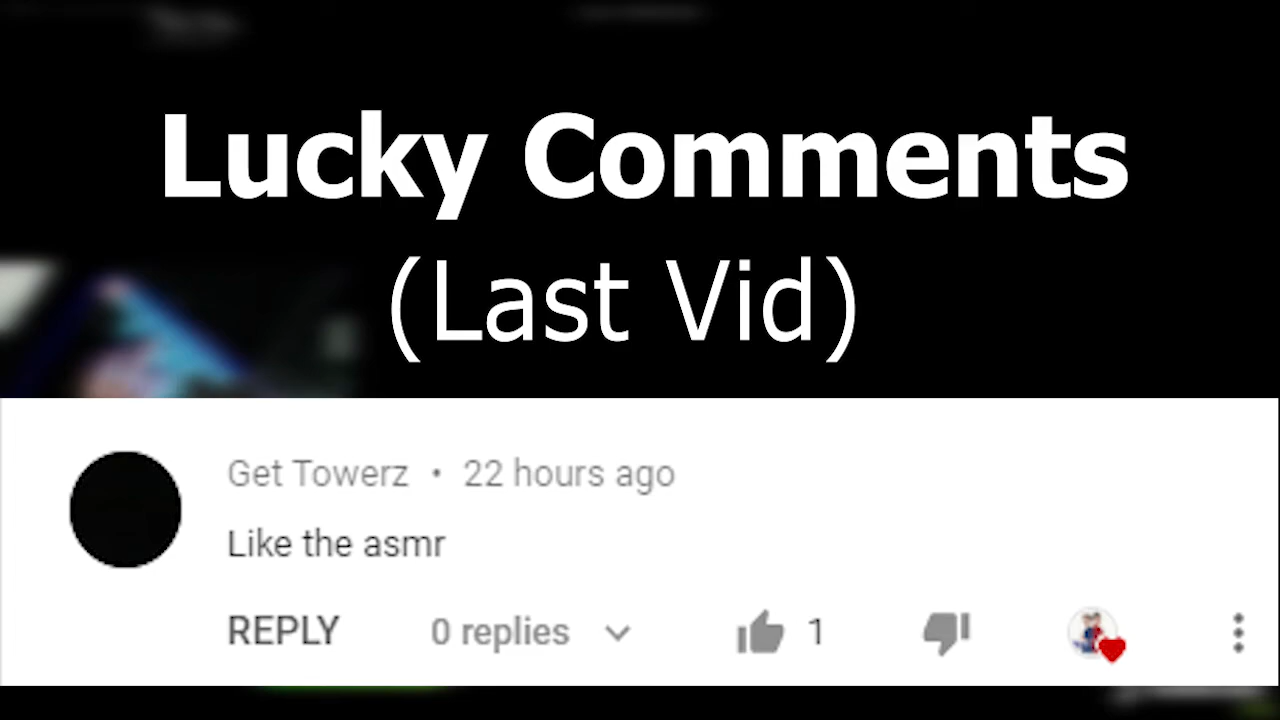 Lucky Comments
(Last Vid)
Get Towerz • 22 hours ago
Like the asmr
REPLY 0 replies 1